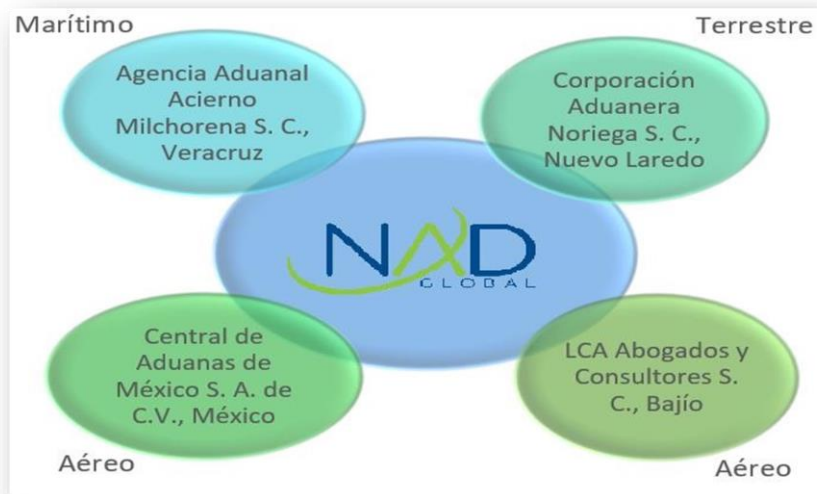 Marítimo
Terrestre
Agencia Aduanal
Acierno
Milchorena S. C.,
Veracruz
Corporación
Aduanera
Noriega S. C.,
Nuevo Laredo
NAD
GLOBAL
Central de
Aduanas de
México S. A. de
C.V., México
LCA Abogados y
Consultores S.
C., Bajío
Aéreo
Aéreo